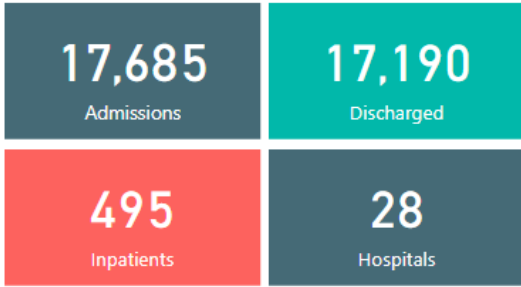 17,685
Admissions
17,190
Discharged
495
Inpatients
28
Hospitals